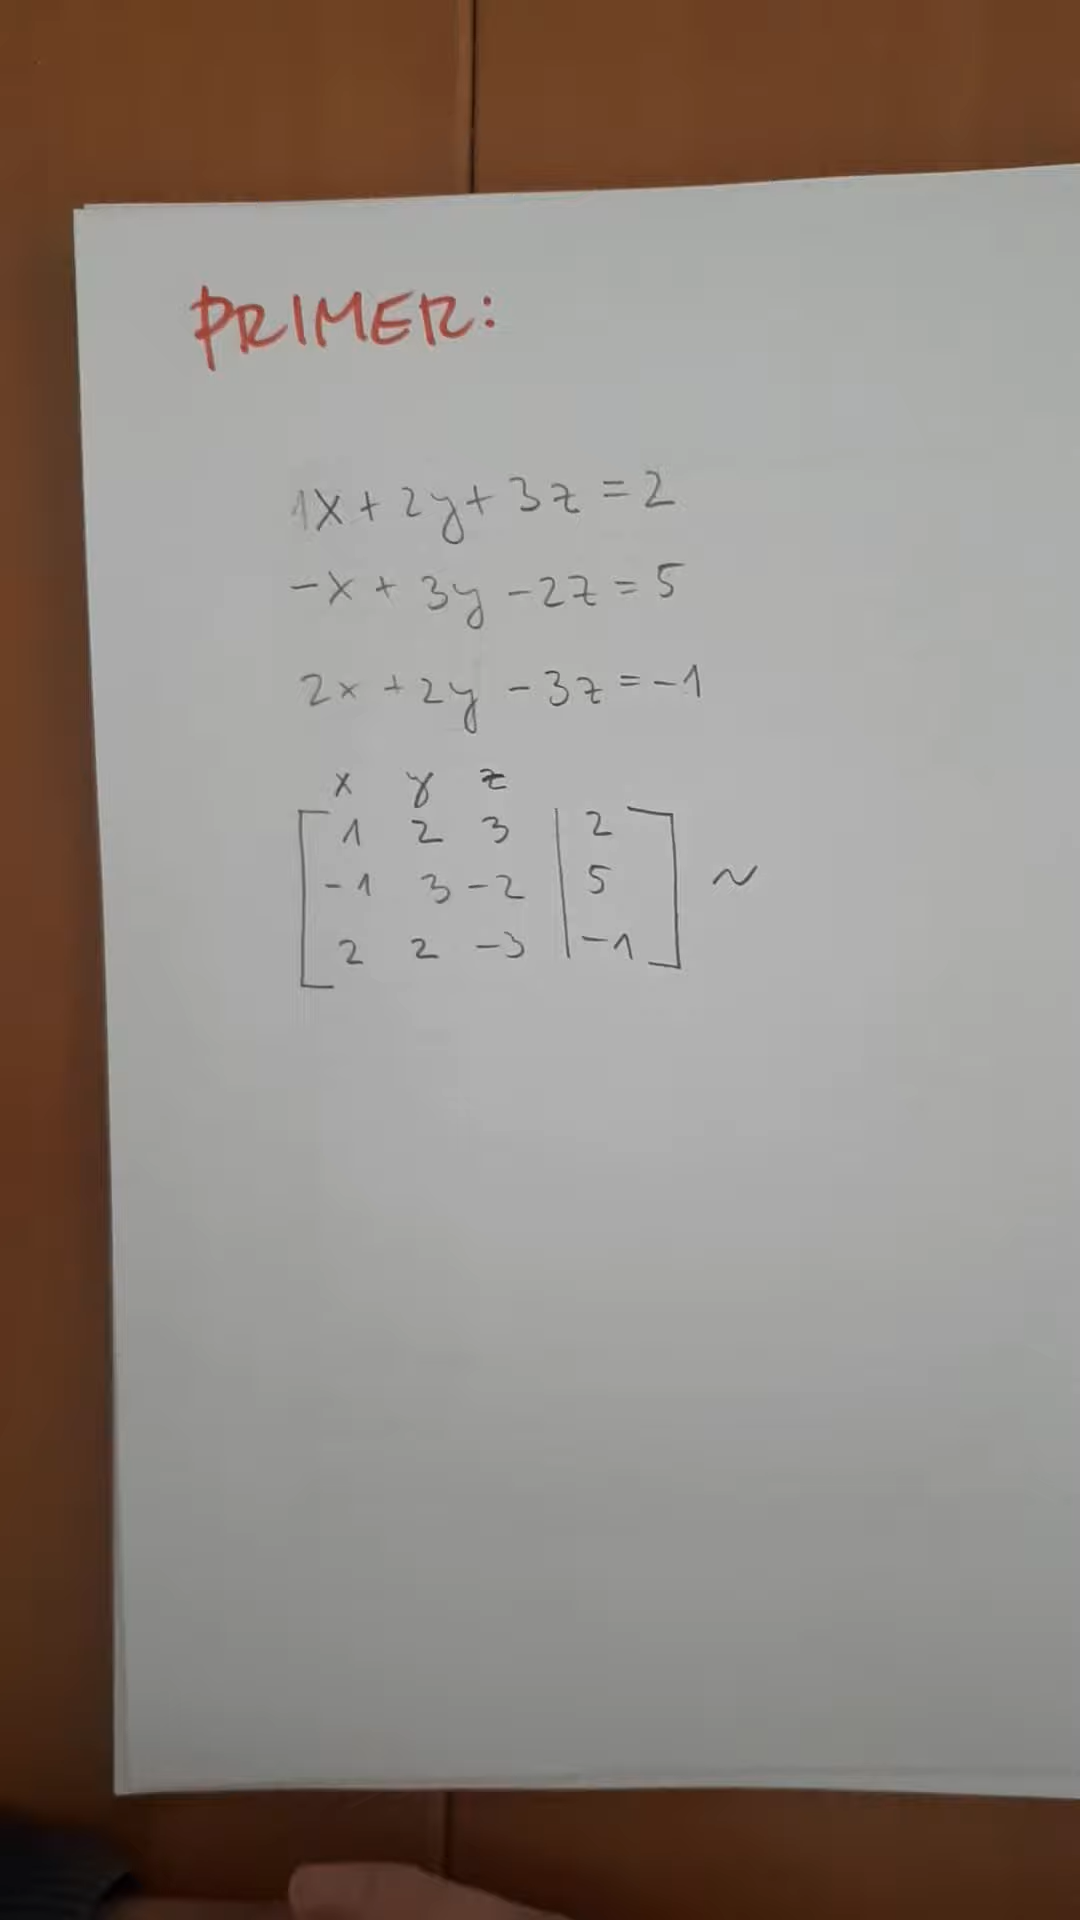 PRIMER:
1x + 2y + 3z = 2
-x + 3y - 2z = 5
2x + 2y - 3z = -1
x y z
1 2 3 | 2
-1 3 -2 | 5 ~
2 2 -3 | -1